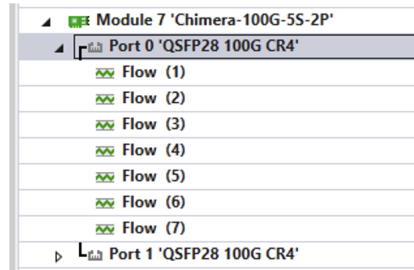 Module 7 'Chimera-100G-5S-2P'
Port 0 'QSFP28 100G CR4'
Flow (1)
Flow (2)
Flow (3)
Flow (4)
Flow (5)
Flow (6)
Flow (7)
Port 1 'QSFP28 100G CR4'